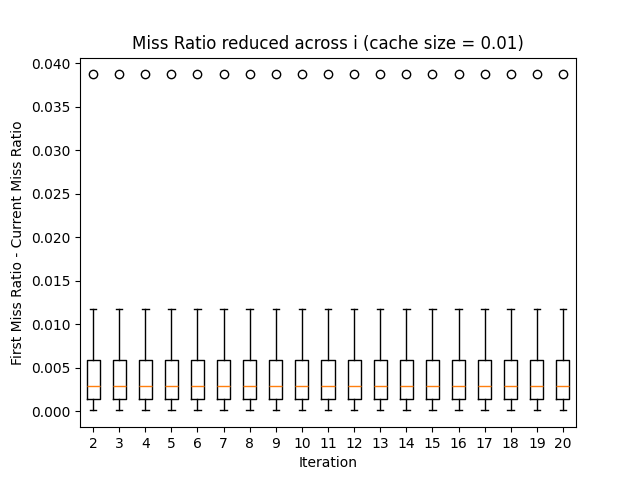 Miss Ratio reduced across i (cache size = 0.01)
First Miss Ratio - Current Miss Ratio
0.040
0.035
0.030
0.025
0.020
0.015
0.010
0.005
0.000
2 3 4 5 6 7 8 9 10 11 12 13 14 15 16 17 18 19 20
Iteration